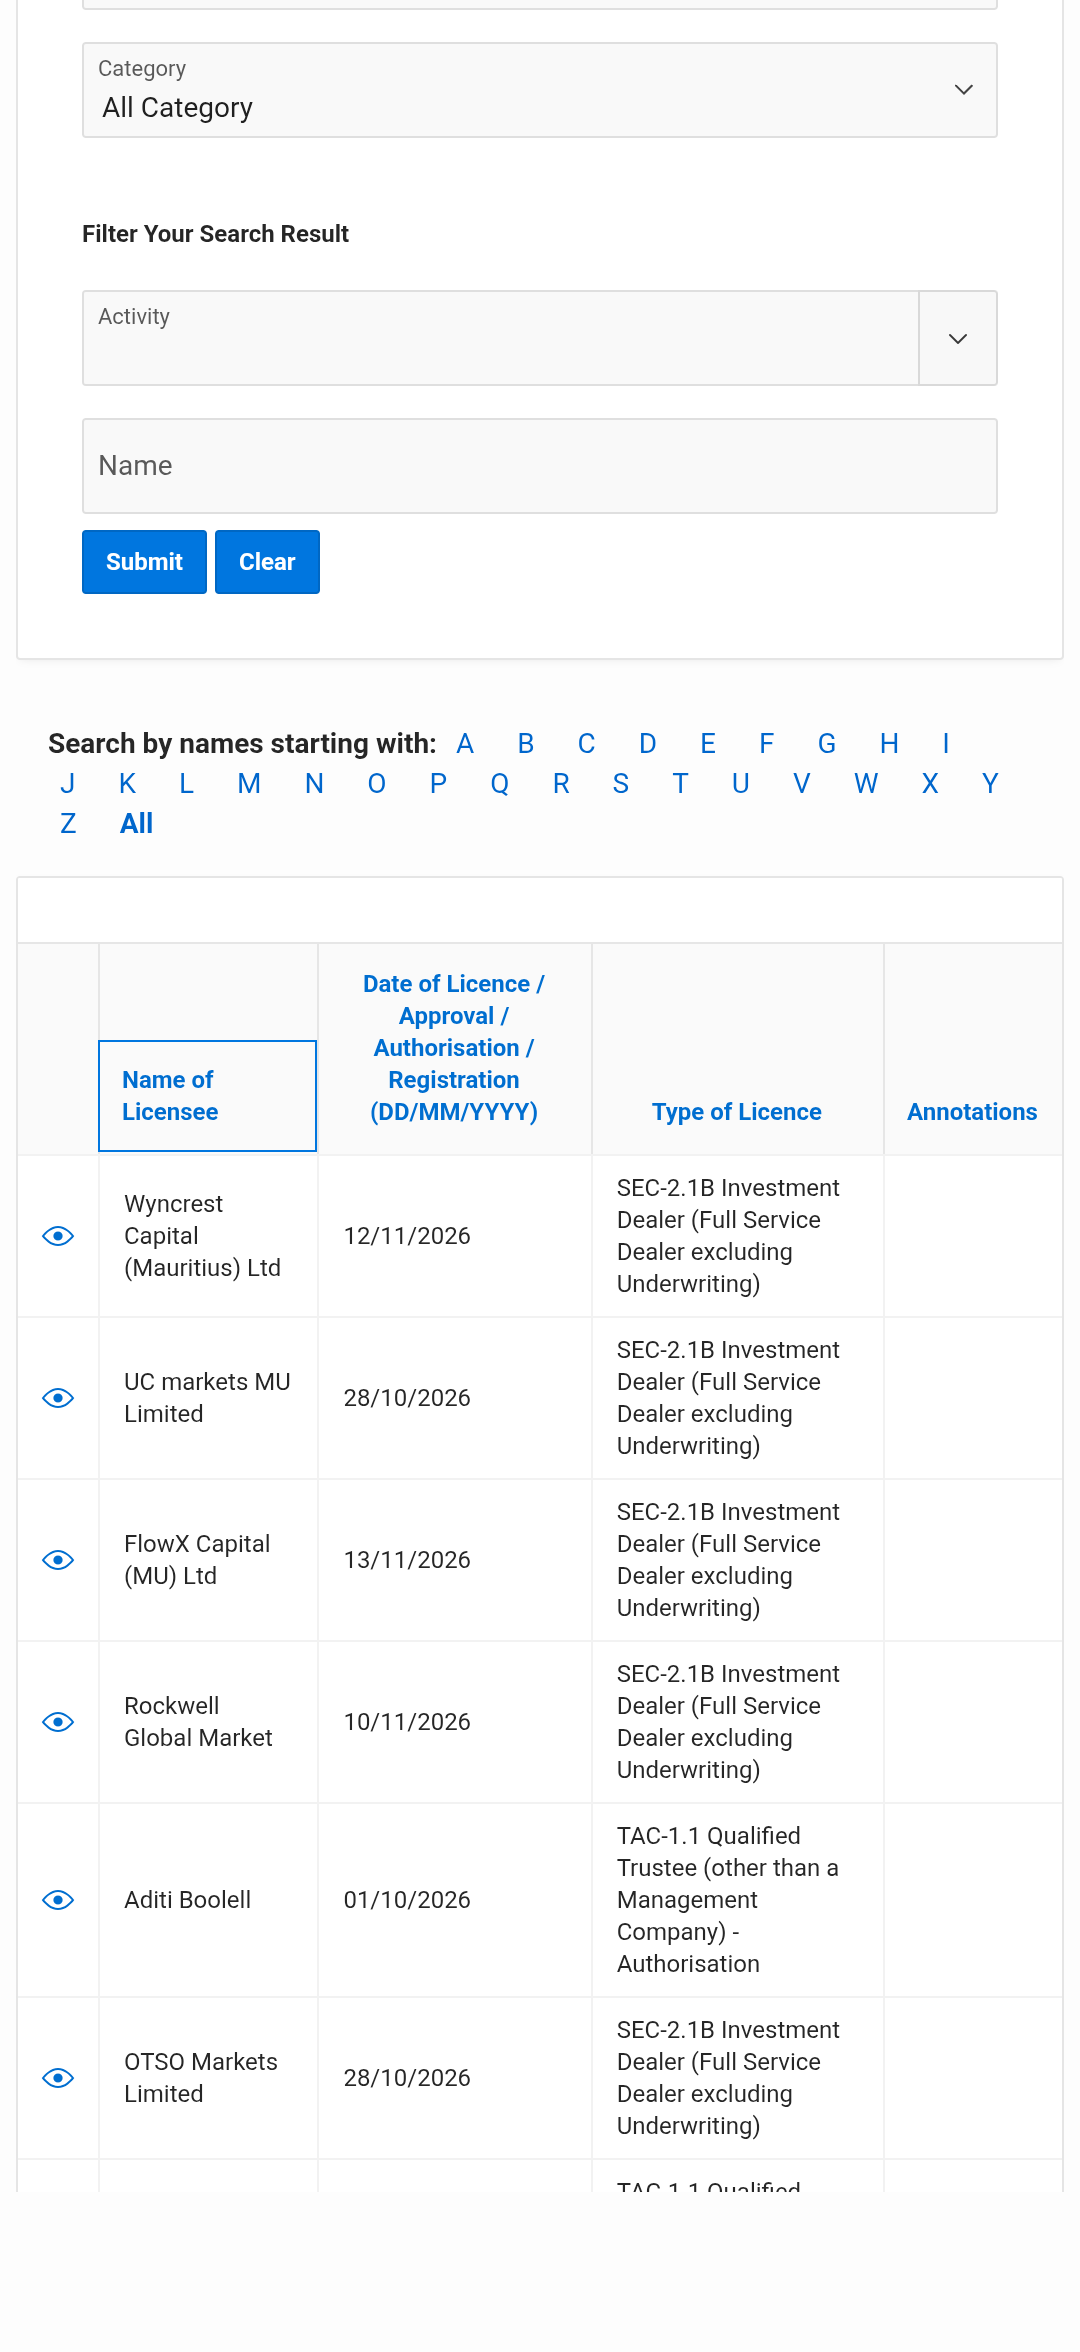 Category
All Category
Filter Your Search Result
Activity
Name
Submit Clear
Search by names starting with: A B C D E F G H I
J K L M N O P Q R S T U V W X Y
Z All
Name of
Licensee
Date of Licence /
Approval /
Authorisation /
Registration
(DD/MM/YYYY)
Type of Licence
Annotations
Wyncrest
Capital
(Mauritius) Ltd
12/11/2026
SEC-2.1B Investment
Dealer (Full Service
Dealer excluding
Underwriting)
UC markets MU
Limited
28/10/2026
SEC-2.1B Investment
Dealer (Full Service
Dealer excluding
Underwriting)
FlowX Capital
(MU) Ltd
13/11/2026
SEC-2.1B Investment
Dealer (Full Service
Dealer excluding
Underwriting)
Rockwell
Global Market
10/11/2026
SEC-2.1B Investment
Dealer (Full Service
Dealer excluding
Underwriting)
Aditi Boolell
01/10/2026
TAC-1.1 Qualified
Trustee (other than a
Management
Company) -
Authorisation
OTSO Markets
Limited
28/10/2026
SEC-2.1B Investment
Dealer (Full Service
Dealer excluding
Underwriting)
TAC-1.1 Qualified